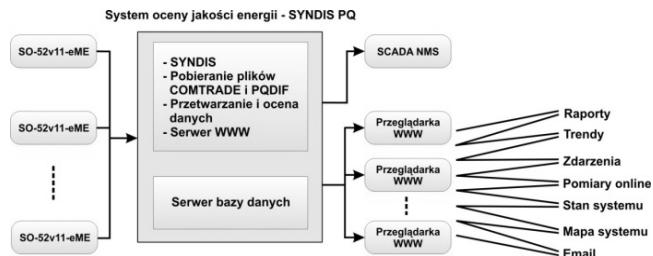 System oceny jakości energii - SYNDIS PQ
SO-52v11-eME
SO-52v11-eME
SO-52v11-eME
- SYNDIS
- Pobieranie plików
COMTRADE i PQDIF
- Przetwarzanie i ocena
danych
- Serwer WWW
Serwer bazy danych
SCADA NMS
Przeglądarka
WWW
Przeglądarka
WWW
Przeglądarka
WWW
Raporty
Trendy
Zdarzenia
Pomiary online
Stan systemu
Mapa systemu
Email